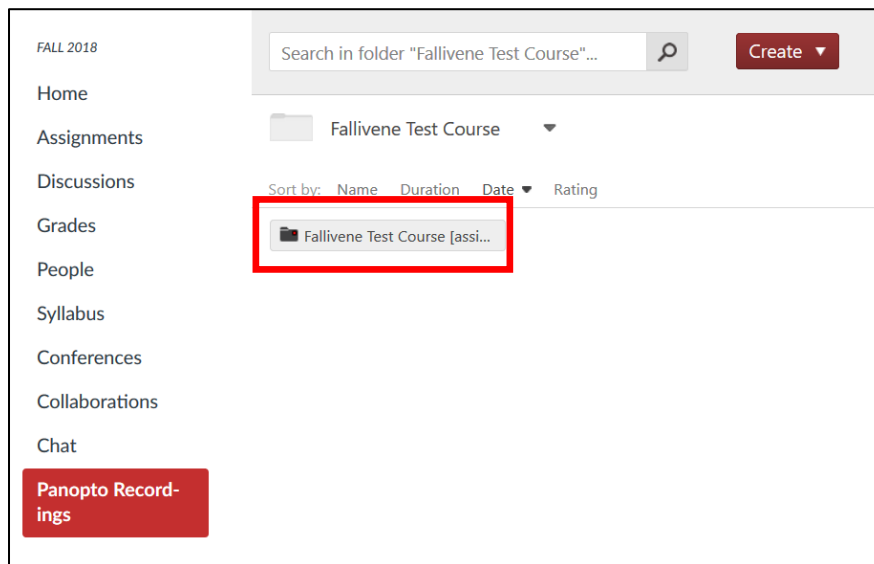 FALL 2018
Home
Assignments
Discussions
Grades
People
Syllabus
Conferences
Collaborations
Chat
Panopto Record-
ings
Search in folder "Fallivene Test Course"...
Create
Fallivene Test Course
Sort by: Name Duration Date Rating
Fallivene Test Course [assi...